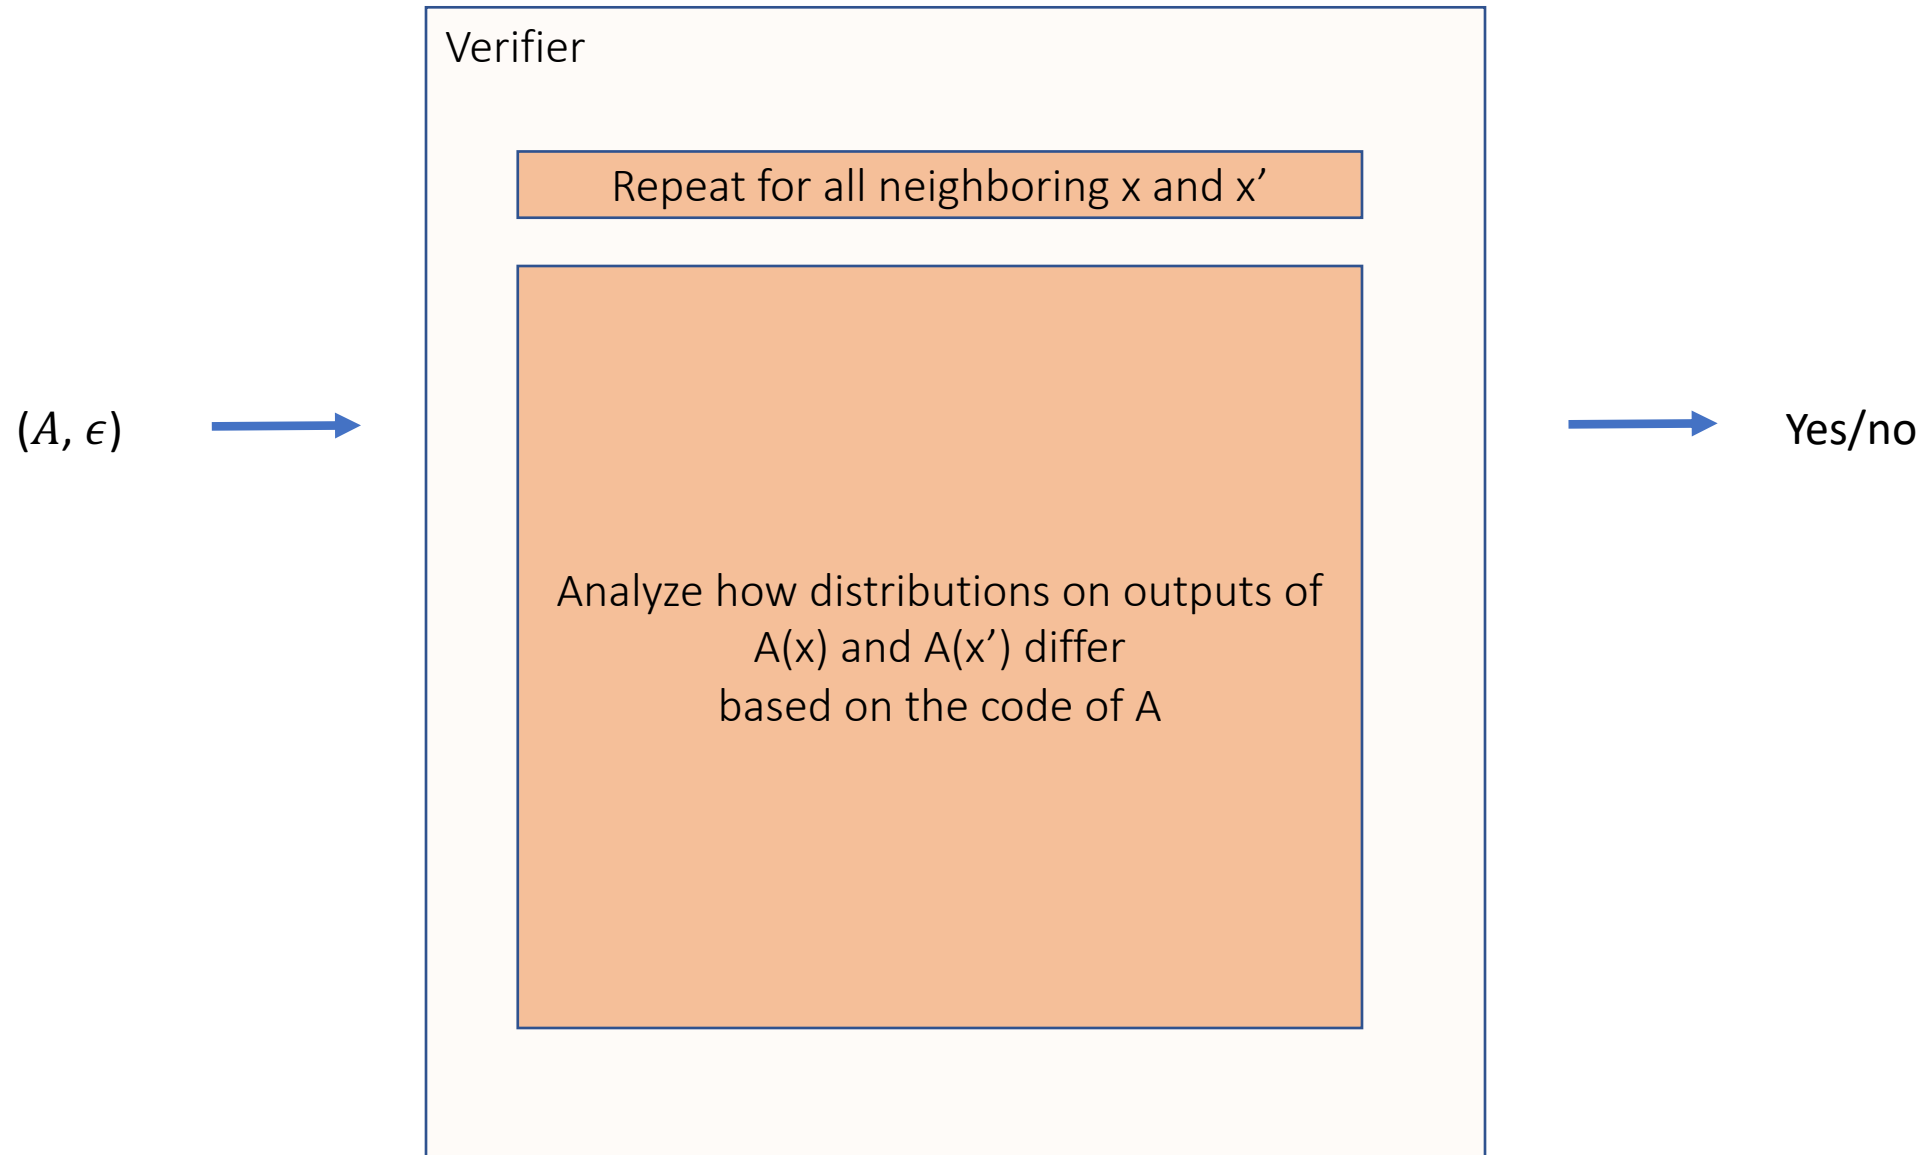 Verifier
Repeat for all neighboring x and x’
(A, ϵ)
Yes/no
Analyze how distributions on outputs of
A(x) and A(x’) differ
based on the code of A